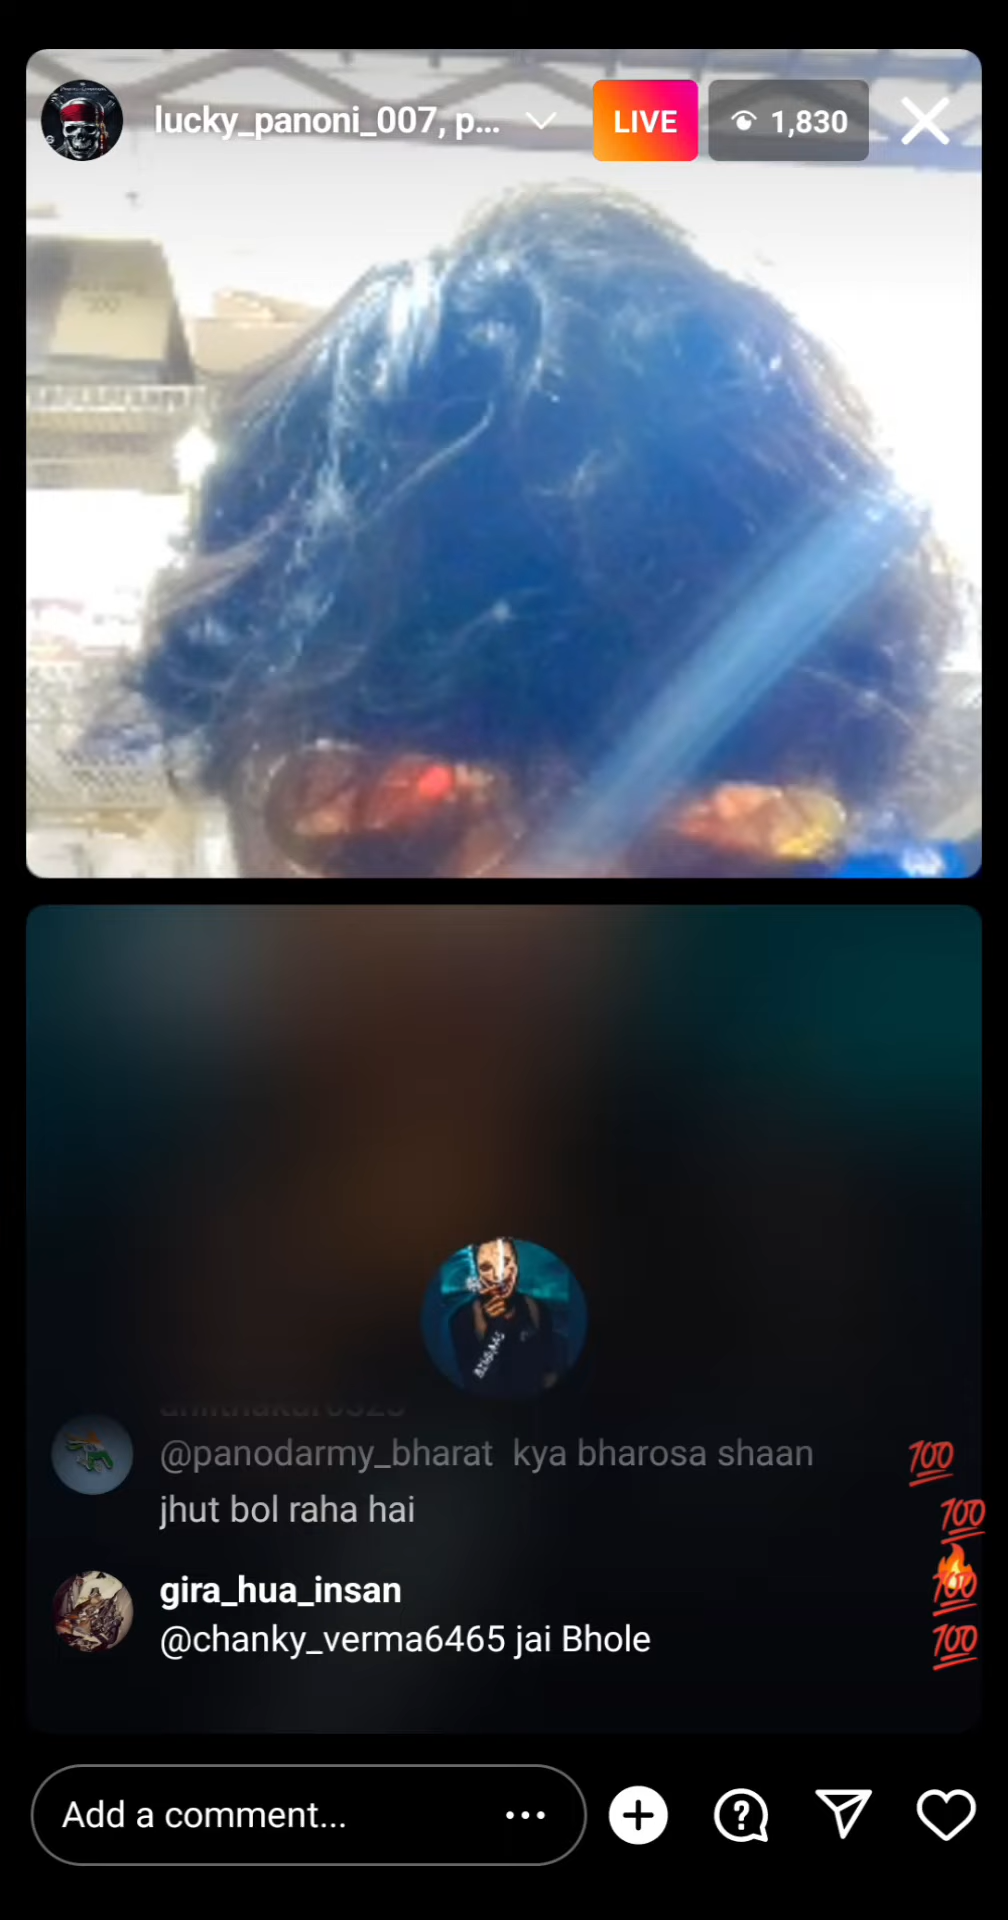 lucky_panoni_007, p...
LIVE
1,830
@panodarmy_bharat kya bharosa shaan
jhut bol raha hai
gira_hua_insan
@chanky_verma6465 jai Bhole
💯
💯
🔥
💯
💯
Add a comment...